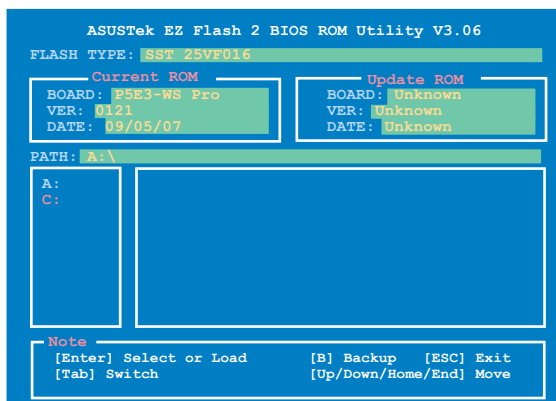 ASUSTek EZ Flash 2 BIOS ROM Utility V3.06
FLASH TYPE: SST 25VF016
Current ROM
BOARD: P5E3-WS Pro
VER: 0121
DATE: 09/05/07
Update ROM
BOARD: Unknown
VER: Unknown
DATE: Unknown
PATH: A:\
A:
C:
Note
[Enter] Select or Load [B] Backup [ESC] Exit
[Tab] Switch [Up/Down/Home/End] Move